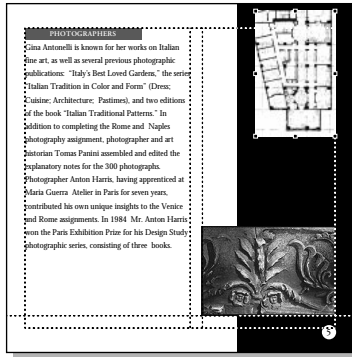 PHOTOGRAPHERS
Gina Antonelli is known for her works on Italian
fine art, as well as several previous photographic
publications: “Italy's Best Loved Gardens,” the series
“Italian Tradition in Color and Form” (Dress;
Cuisine; Architecture; Pastimes), and two editions
of the book “Italian Traditional Patterns.” In
addition to completing the Rome and Naples
photography assignment, photographer and art
historian Tomas Panini assembled and edited the
explanatory notes for the 300 photographs.
Photographer Anton Harris, having apprenticed at
Maria Guerra Atelier in Paris for seven years,
contributed his own unique insights to the Venice
and Rome assignments. In 1984 Mr. Anton Harris
won the Paris Exhibition Prize for his Design Study
photographic series, consisting of three books.
5